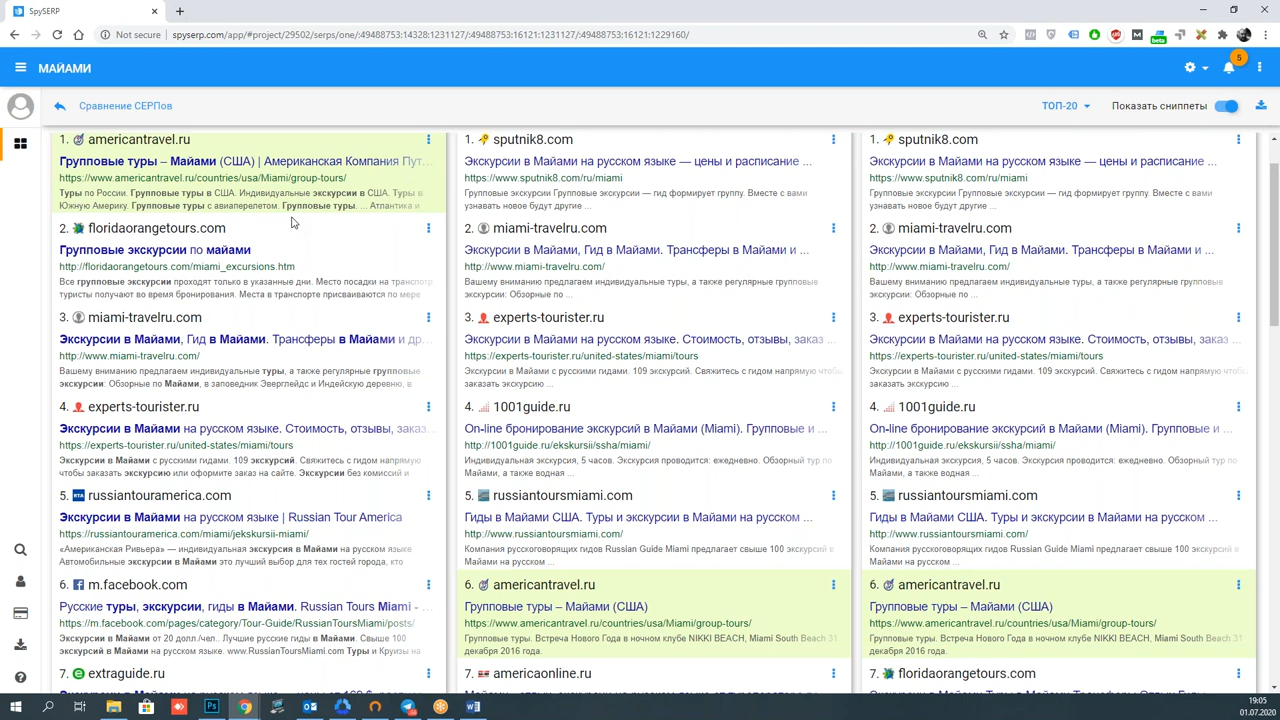 SpySERP
Not secure
spyserp.com/app/#project/29502/serps/one/:49488753:14328:1231127/:49488753:16121:1231127/:49488753:16121:1229160/
beta
МАЙАМИ
5
Сравнение СЕРПов
ТОП-20
Показать сниппеты
1. americantravel.ru
Групповые туры – Майами (США) | Американская Компания Пут...
https://www.americantravel.ru/countries/usa/Miami/group-tours/
Туры по России. Групповые туры в США. Индивидуальные экскурсии в США. Туры в
Южную Америку. Групповые туры с авиаперелетом. Групповые туры. ... Атлантика и
2. floridaorangetours.com
Групповые экскурсии по майами
http://floridaorangetours.com/miami_excursions.htm
Все групповые экскурсии проходят только в указанные дни. Место посадки на транспорт
туристы получают во время бронирования. Места в транспорте присваиваются по мере
3. miami-travelru.com
Экскурсии в Майами, Гид в Майами. Трансферы в Майами и др...
http://www.miami-travelru.com/
Вашему вниманию предлагаем индивидуальные туры, а также регулярные групповые
экскурсии: Обзорные по Майами, в заповедник Эверглейдс и Индейскую деревню, в
4. experts-tourister.ru
Экскурсии в Майами на русском языке. Стоимость, отзывы, заказ...
https://experts-tourister.ru/united-states/miami/tours
Экскурсии в Майами с русскими гидами. 109 экскурсий. Свяжитесь с гидом напрямую
чтобы заказать экскурсию или оформите заказ на сайте. Экскурсии без комиссий и
5. russiantouramerica.com
Экскурсии в Майами на русском языке | Russian Tour America
https://russiantouramerica.com/miami/jekskursii-miami/
«Американская Ривьера» — индивидуальная экскурсия в Майами на русском языке
Автомобильные экскурсии в Майами это лучший выбор для тех гостей города, кто
6. m.facebook.com
Русские туры, экскурсии, гиды в Майами. Russian Tours Miami - ...
https://m.facebook.com/pages/category/Tour-Guide/RussianToursMiami/posts/
Экскурсии в Майами от 20 долл./чел.. Лучшие русские гиды в Майами. Свыше 100
экскурсий в Майами на русском языке. www.RussianToursMiami.com Туры и Круизы на
7. extraguide.ru
1. sputnik8.com
Экскурсии в Майами на русском языке — цены и расписание ...
https://www.sputnik8.com/ru/miami
Групповые экскурсии Групповые экскурсии — гид формирует группу. Вместе с вами
узнавать новое будут другие ...
2. miami-travelru.com
Экскурсии в Майами, Гид в Майами. Трансферы в Майами и ...
http://www.miami-travelru.com/
Вашему вниманию предлагаем индивидуальные туры, а также регулярные групповые
экскурсии: Обзорные по ...
3. experts-tourister.ru
Экскурсии в Майами на русском языке. Стоимость, отзывы, заказ ...
https://experts-tourister.ru/united-states/miami/tours
Экскурсии в Майами с русскими гидами. 109 экскурсий. Свяжитесь с гидом напрямую чтобы
заказать экскурсию ...
4. 1001guide.ru
On-line бронирование экскурсий в Майами (Miami). Групповые и ...
http://1001guide.ru/ekskursii/ssha/miami/
Индивидуальная экскурсия, 5 часов. Экскурсия проводится: ежедневно. Обзорный тур по
Майами, а также водная ...
5. russiantoursmiami.com
Гиды в Майами США. Туры и экскурсии в Майами на русском ...
http://www.russiantoursmiami.com/
Компания русскоговорящих гидов Russian Guide Miami предлагает свыше 100 экскурсий в
Майами на русском ...
6. americantravel.ru
Групповые туры – Майами (США)
https://www.americantravel.ru/countries/usa/Miami/group-tours/
Групповые туры. Встреча Нового Года в ночном клубе NIKKI BEACH, Miami South Beach 31
декабря 2016 года.
7. americaonline.ru
1. sputnik8.com
Экскурсии в Майами на русском языке — цены и расписание ...
https://www.sputnik8.com/ru/miami
Групповые экскурсии Групповые экскурсии — гид формирует группу. Вместе с вами
узнавать новое будут другие ...
2. miami-travelru.com
Экскурсии в Майами, Гид в Майами. Трансферы в Майами и ...
http://www.miami-travelru.com/
Вашему вниманию предлагаем индивидуальные туры, а также регулярные групповые
экскурсии: Обзорные по ...
3. experts-tourister.ru
Экскурсии в Майами на русском языке. Стоимость, отзывы, заказ ...
https://experts-tourister.ru/united-states/miami/tours
Экскурсии в Майами с русскими гидами. 109 экскурсий. Свяжитесь с гидом напрямую чтобы
заказать экскурсию ...
4. 1001guide.ru
On-line бронирование экскурсий в Майами (Miami). Групповые и ...
http://1001guide.ru/ekskursii/ssha/miami/
Индивидуальная экскурсия, 5 часов. Экскурсия проводится: ежедневно. Обзорный тур по
Майами, а также водная ...
5. russiantoursmiami.com
Гиды в Майами США. Туры и экскурсии в Майами на русском ...
http://www.russiantoursmiami.com/
Компания русскоговорящих гидов Russian Guide Miami предлагает свыше 100 экскурсий в
Майами на русском ...
6. americantravel.ru
Групповые туры – Майами (США)
https://www.americantravel.ru/countries/usa/Miami/group-tours/
Групповые туры. Встреча Нового Года в ночном клубе NIKKI BEACH, Miami South Beach 31
декабря 2016 года.
7. floridaorangetours.com
19:05
01.07.2020